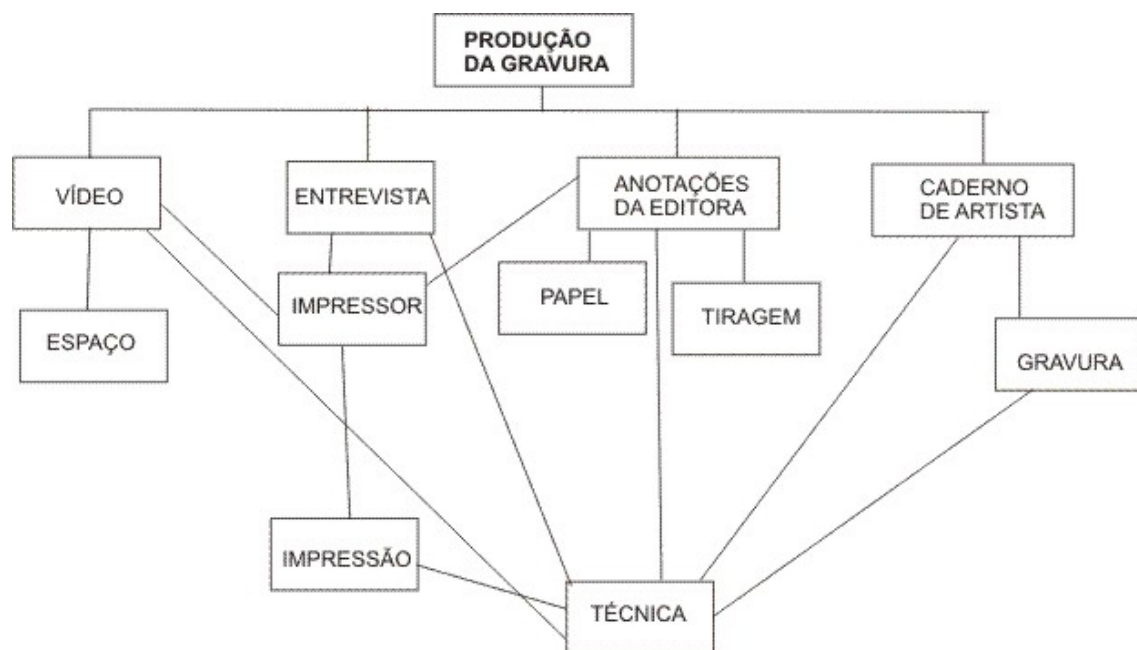 PRODUÇÃO
DA GRAVURA
VÍDEO
ENTREVISTA
ANOTAÇÕES
DA EDITORA
CADERNO
DE ARTISTA
ESPAÇO
IMPRESSOR
PAPEL
TIRAGEM
GRAVURA
IMPRESSÃO
TÉCNICA